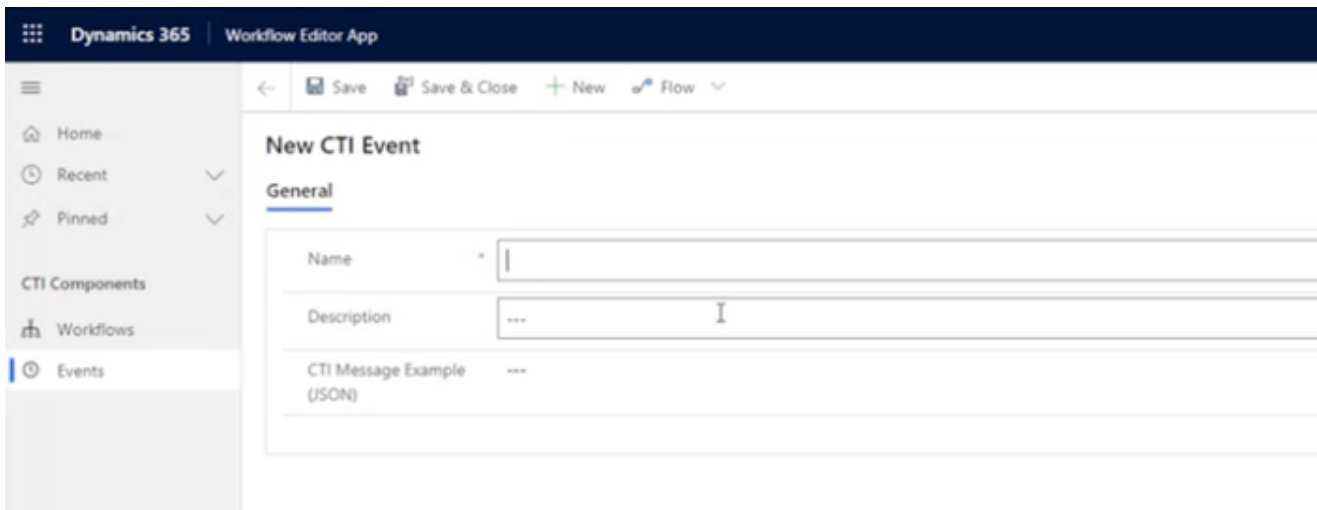 Dynamics 365 | Workflow Editor App
Save Save & Close New Flow
Home
Recent
Pinned
CTI Components
Workflows
Events
New CTI Event
General
Name *
Description ---
CTI Message Example ---
(JSON)